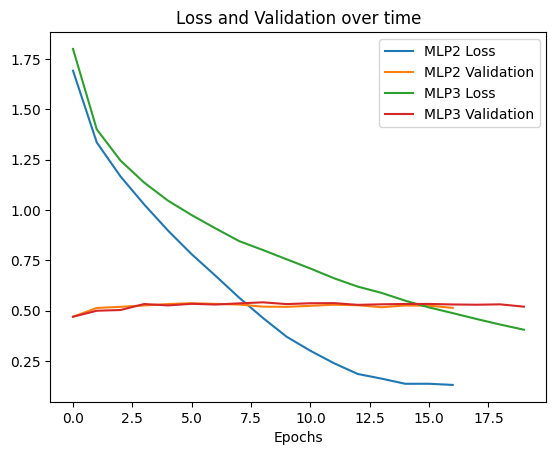 Loss and Validation over time
MLP2 Loss
MLP2 Validation
MLP3 Loss
MLP3 Validation
1.75
1.50
1.25
1.00
0.75
0.50
0.25
0.0 2.5 5.0 7.5 10.0 12.5 15.0 17.5
Epochs